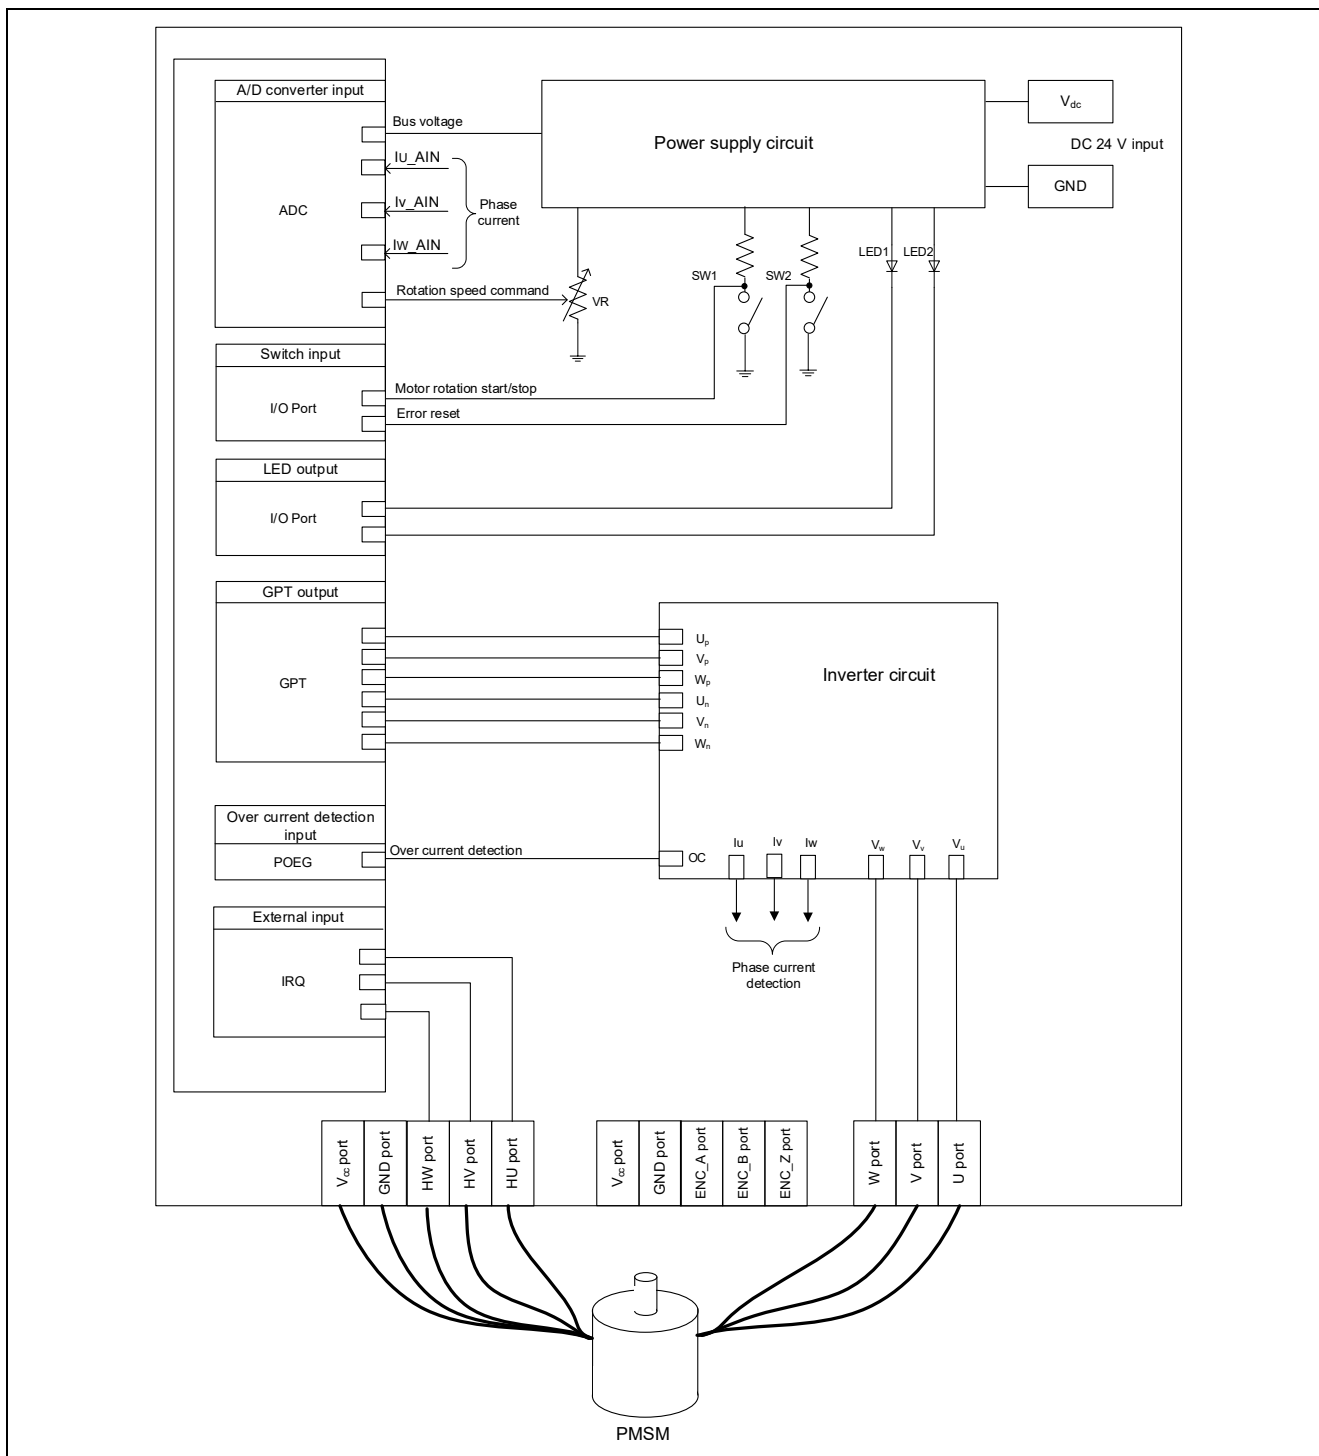 A/D converter input
ADC
Bus voltage
IU_AIN
Iv_AIN
Iw_AIN
Phase
current
Rotation speed command
VR
Power supply circuit
Vdc
DC 24 V input
GND
SW1
SW2
LED1
LED2
Switch input
I/O Port
Motor rotation start/stop
Error reset
LED output
I/O Port
GPT output
GPT
Up
Vp
Wp
Un
Vn
Wn
Inverter circuit
Over current detection
input
POEG
Over current detection
OC
Iu
Iv
Iw
Vw
Vv
Vu
Phase current
detection
External input
IRQ
Vcc port
GND port
HW port
HV port
HU port
Vcc port
GND port
ENC_A port
ENC_B port
ENC_Z port
W port
V port
U port
PMSM